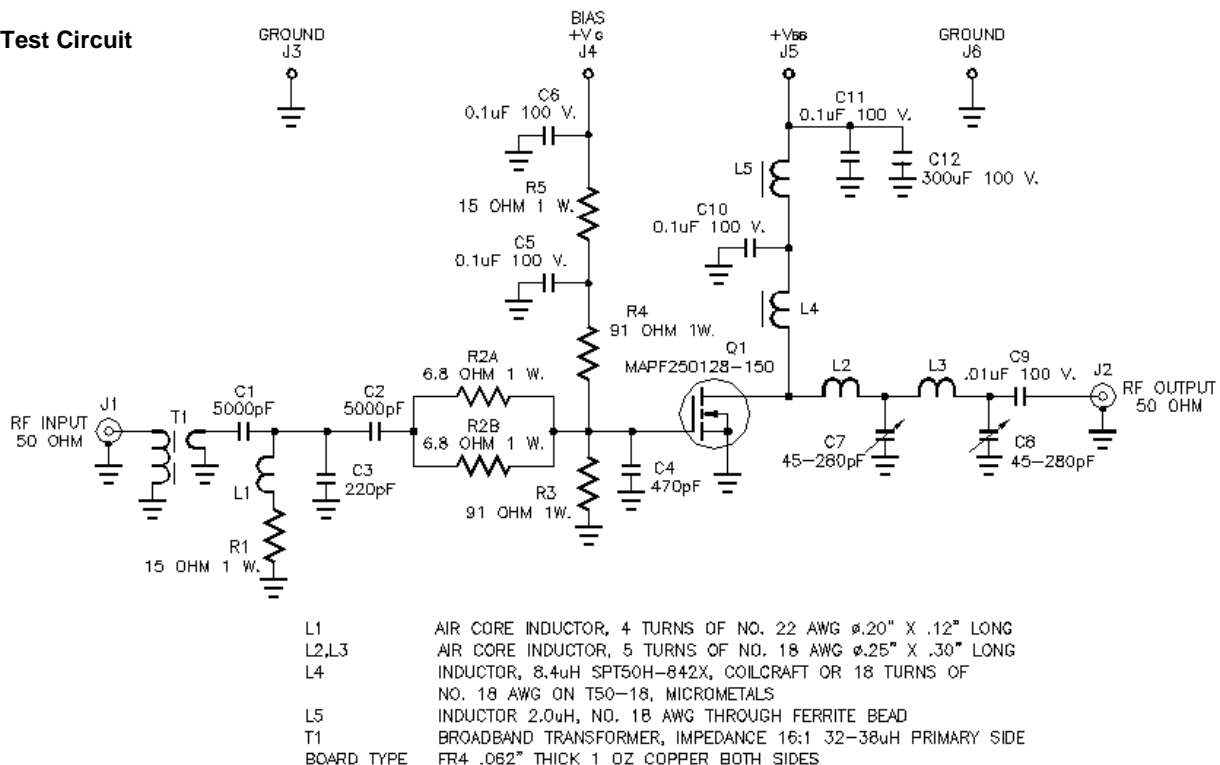 Test Circuit
GROUND
J3
BIAS
+VG
J4
+VBB
J5
GROUND
J6
C6
0.1uF 100 V.
C11
0.1uF 100 V.
C12
300uF 100 V.
L5
R5
15 OHM 1 W.
C10
0.1uF 100 V.
C5
0.1uF 100 V.
R4
91 OHM 1W.
L4
Q1
MAPF250128-150
R2A
6.8 OHM 1 W.
L2
L3
C9
.01uF 100 V.
J2
RF OUTPUT
50 OHM
RF INPUT
50 OHM
J1
T1
C1
5000pF
C2
5000pF
R2B
6.8 OHM 1 W.
C7
45-280pF
C8
45-280pF
C3
220pF
C4
470pF
L1
R3
91 OHM 1W.
R1
15 OHM 1 W.
L1 AIR CORE INDUCTOR, 4 TURNS OF NO. 22 AWG ø.20" X .12" LONG
L2,L3 AIR CORE INDUCTOR, 5 TURNS OF NO. 18 AWG ø.25" X .30" LONG
L4 INDUCTOR, 8.4uH SPT50H-842X, COILCRAFT OR 18 TURNS OF
NO. 18 AWG ON T50-18, MICROMETALS
L5 INDUCTOR 2.0uH, NO. 18 AWG THROUGH FERRITE BEAD
T1 BROADBAND TRANSFORMER, IMPEDANCE 16:1 32-38uH PRIMARY SIDE
BOARD TYPE FR4 .062" THICK 1 OZ COPPER BOTH SIDES